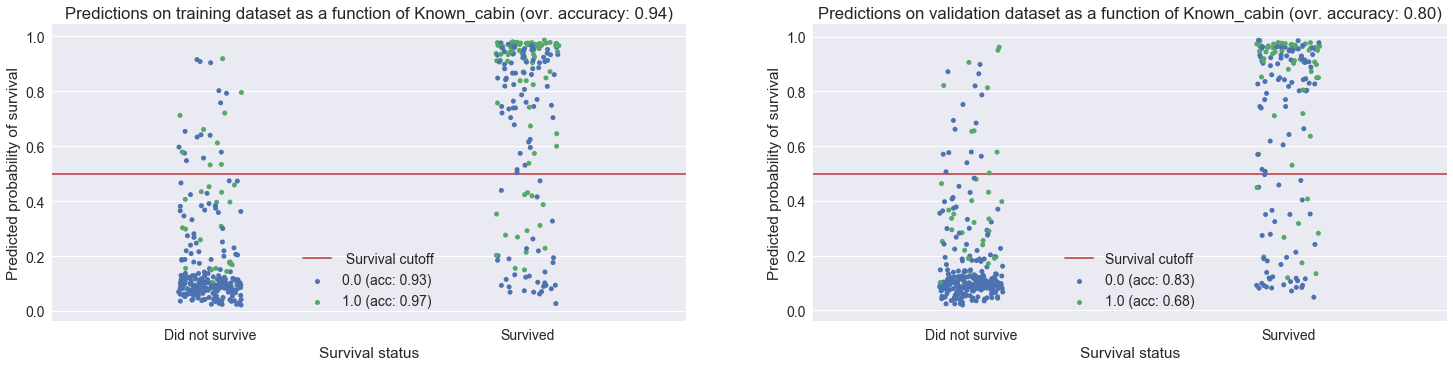 Predictions on training dataset as a function of Known_cabin (ovr. accuracy: 0.94)
Predicted probability of survival
1.0
0.8
0.6
0.4
0.2
0.0
Survival cutoff
0.0 (acc: 0.93)
1.0 (acc: 0.97)
Did not survive
Survived
Survival status
Predictions on validation dataset as a function of Known_cabin (ovr. accuracy: 0.80)
Predicted probability of survival
1.0
0.8
0.6
0.4
0.2
0.0
Survival cutoff
0.0 (acc: 0.83)
1.0 (acc: 0.68)
Did not survive
Survived
Survival status